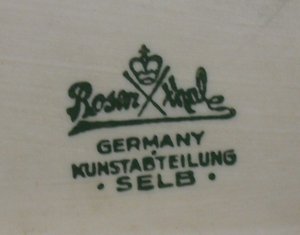 Rosenthal
GERMANY
KUNSTABTEILUNG
· SELB ·